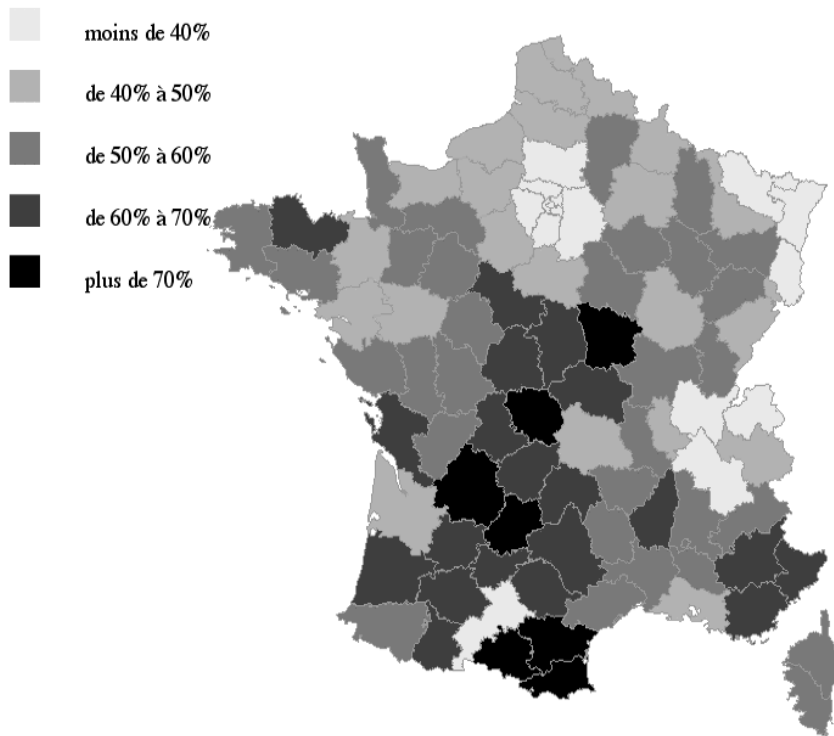 moins de 40%
de 40% à 50%
de 50% à 60%
de 60% à 70%
plus de 70%